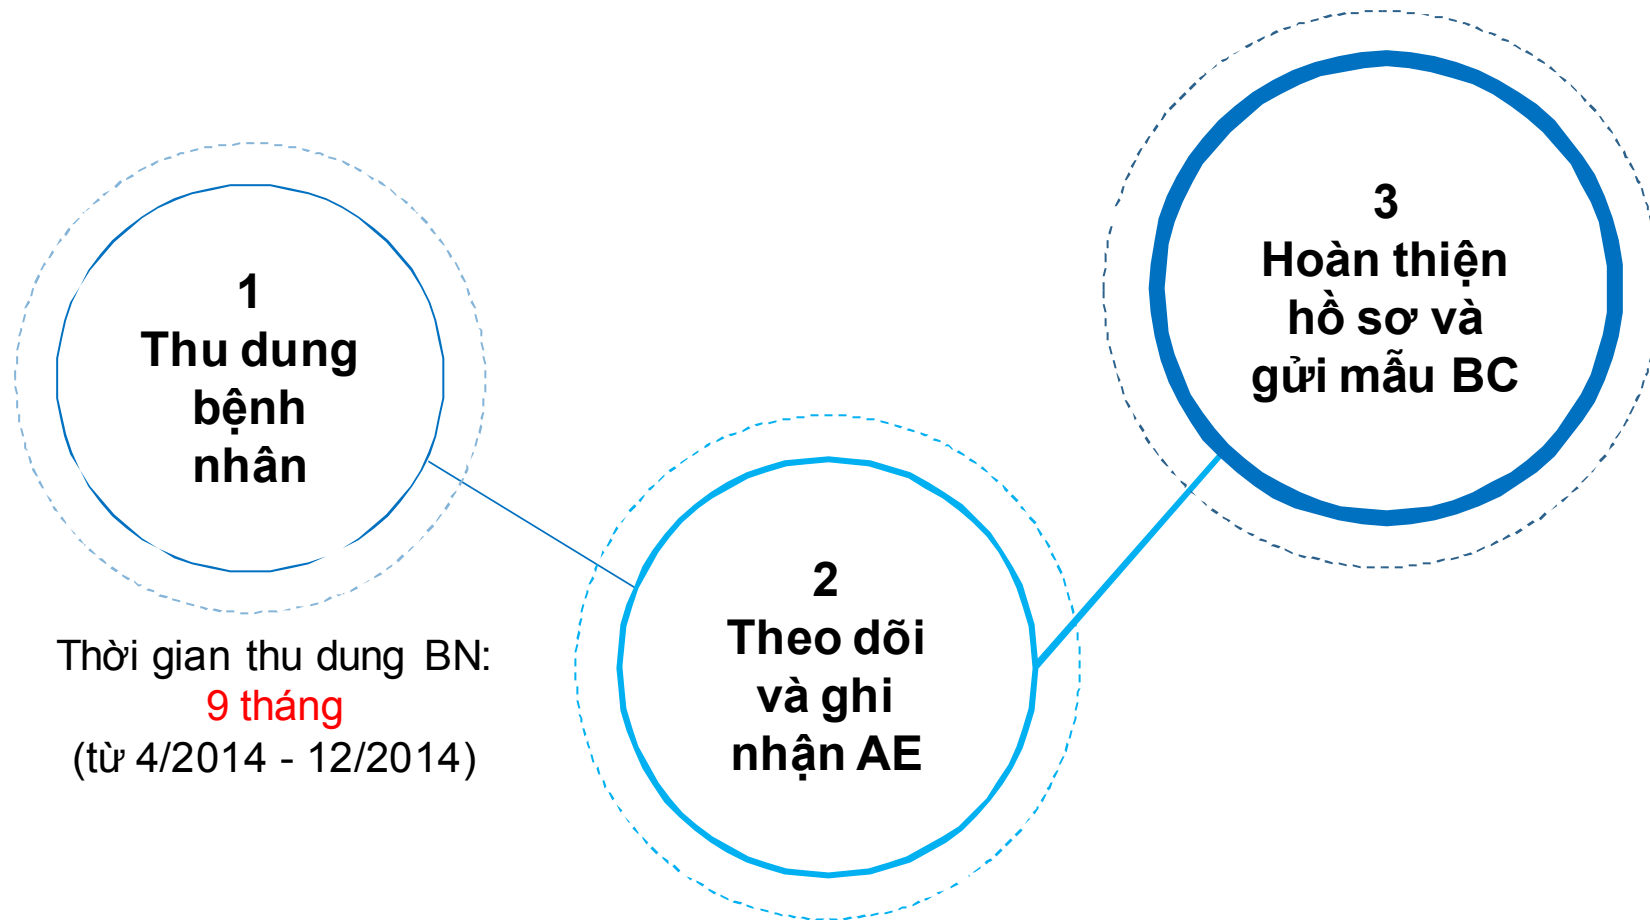 1
Thu dung
bệnh
nhân
Thời gian thu dung BN:
9 tháng
(từ 4/2014 - 12/2014)
2
Theo dõi
và ghi
nhận AE
3
Hoàn thiện
hồ sơ và
gửi mẫu BC